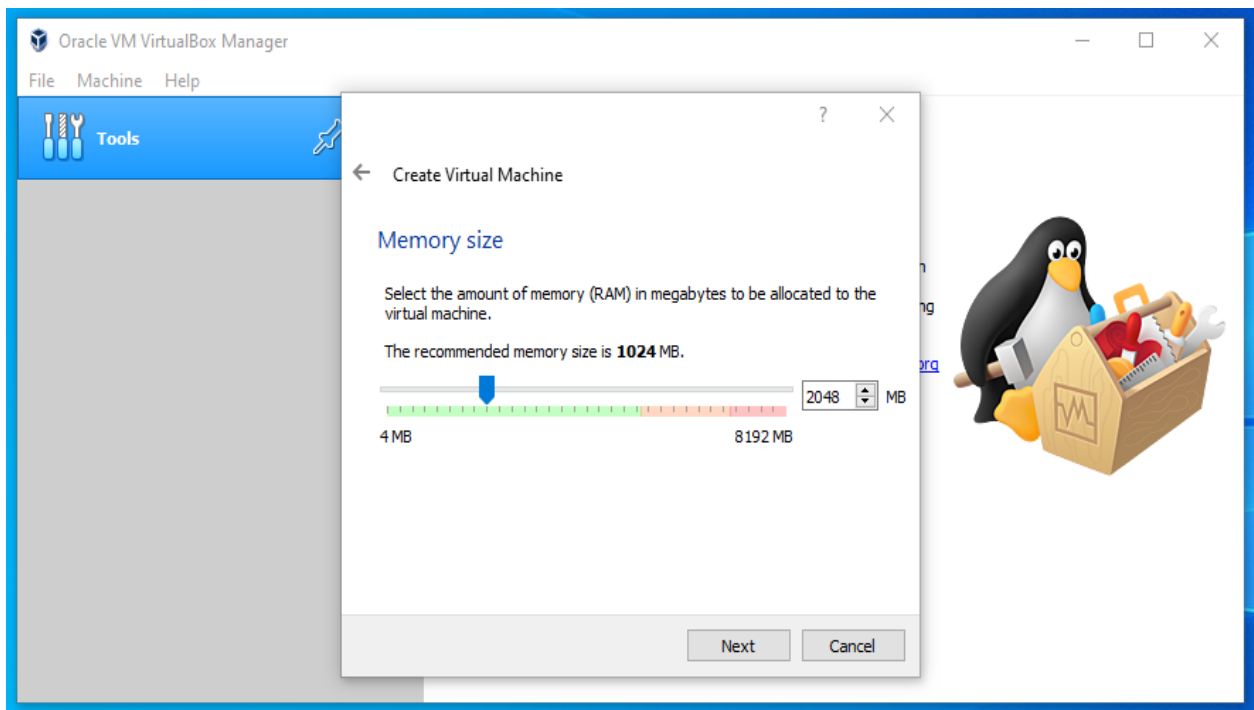 Oracle VM VirtualBox Manager
File Machine Help
Tools
?
Create Virtual Machine
Memory size
Select the amount of memory (RAM) in megabytes to be allocated to the
virtual machine.
The recommended memory size is 1024 MB.
2048 MB
4 MB 8192 MB
Next Cancel
n
ng
org